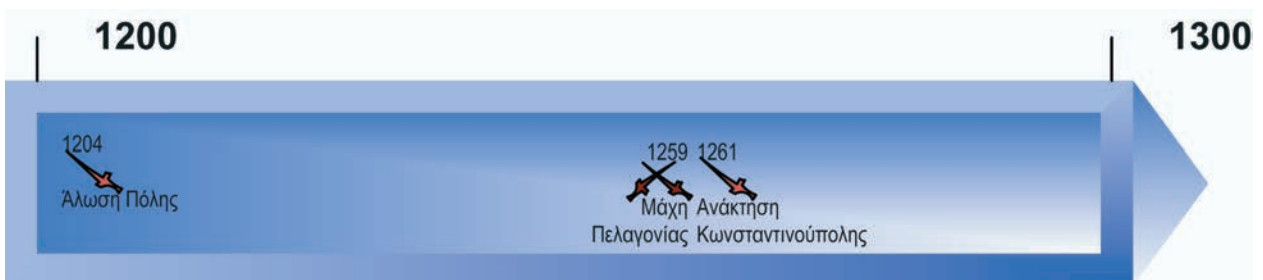 1200 1300
1204
Άλωση Πόλης
1259 1261
Μάχη Ανάκτηση
Πελαγονίας Κωνσταντινούπολης